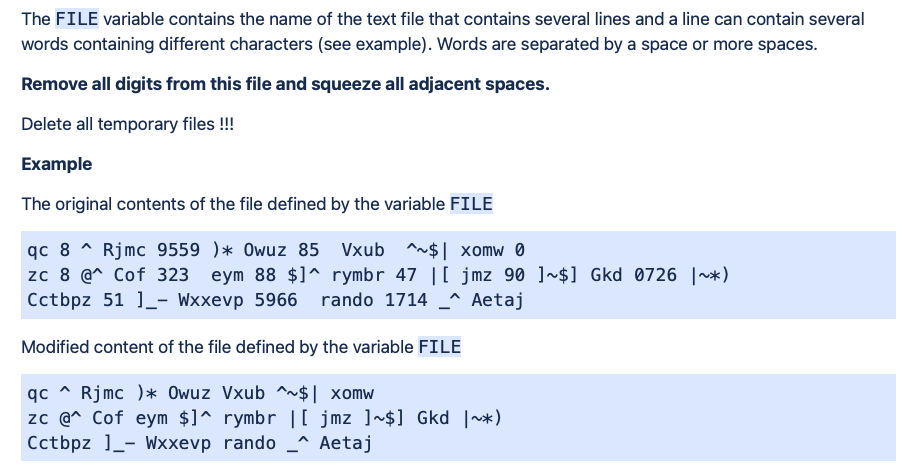 The FILE variable contains the name of the text file that contains several lines and a line can contain several
words containing different characters (see example). Words are separated by a space or more spaces.
Remove all digits from this file and squeeze all adjacent spaces.
Delete all temporary files !!!
Example
The original contents of the file defined by the variable FILE
qc 8 ^ Rjmc 9559 )* Owuz 85  Vxub  ^~$| xomw 0
zc 8 @^ Cof 323  eym 88 $]^ rymbr 47 |[ jmz 90 ]~$] Gkd 0726 |~*)
Cctbpz 51 ]_– Wxxevp 5966  rando 1714 _^ Aetaj
Modified content of the file defined by the variable FILE
qc ^ Rjmc )* Owuz Vxub ^~$| xomw
zc @^ Cof eym $]^ rymbr |[ jmz ]~$] Gkd |~*)
Cctbpz ]_– Wxxevp rando _^ Aetaj